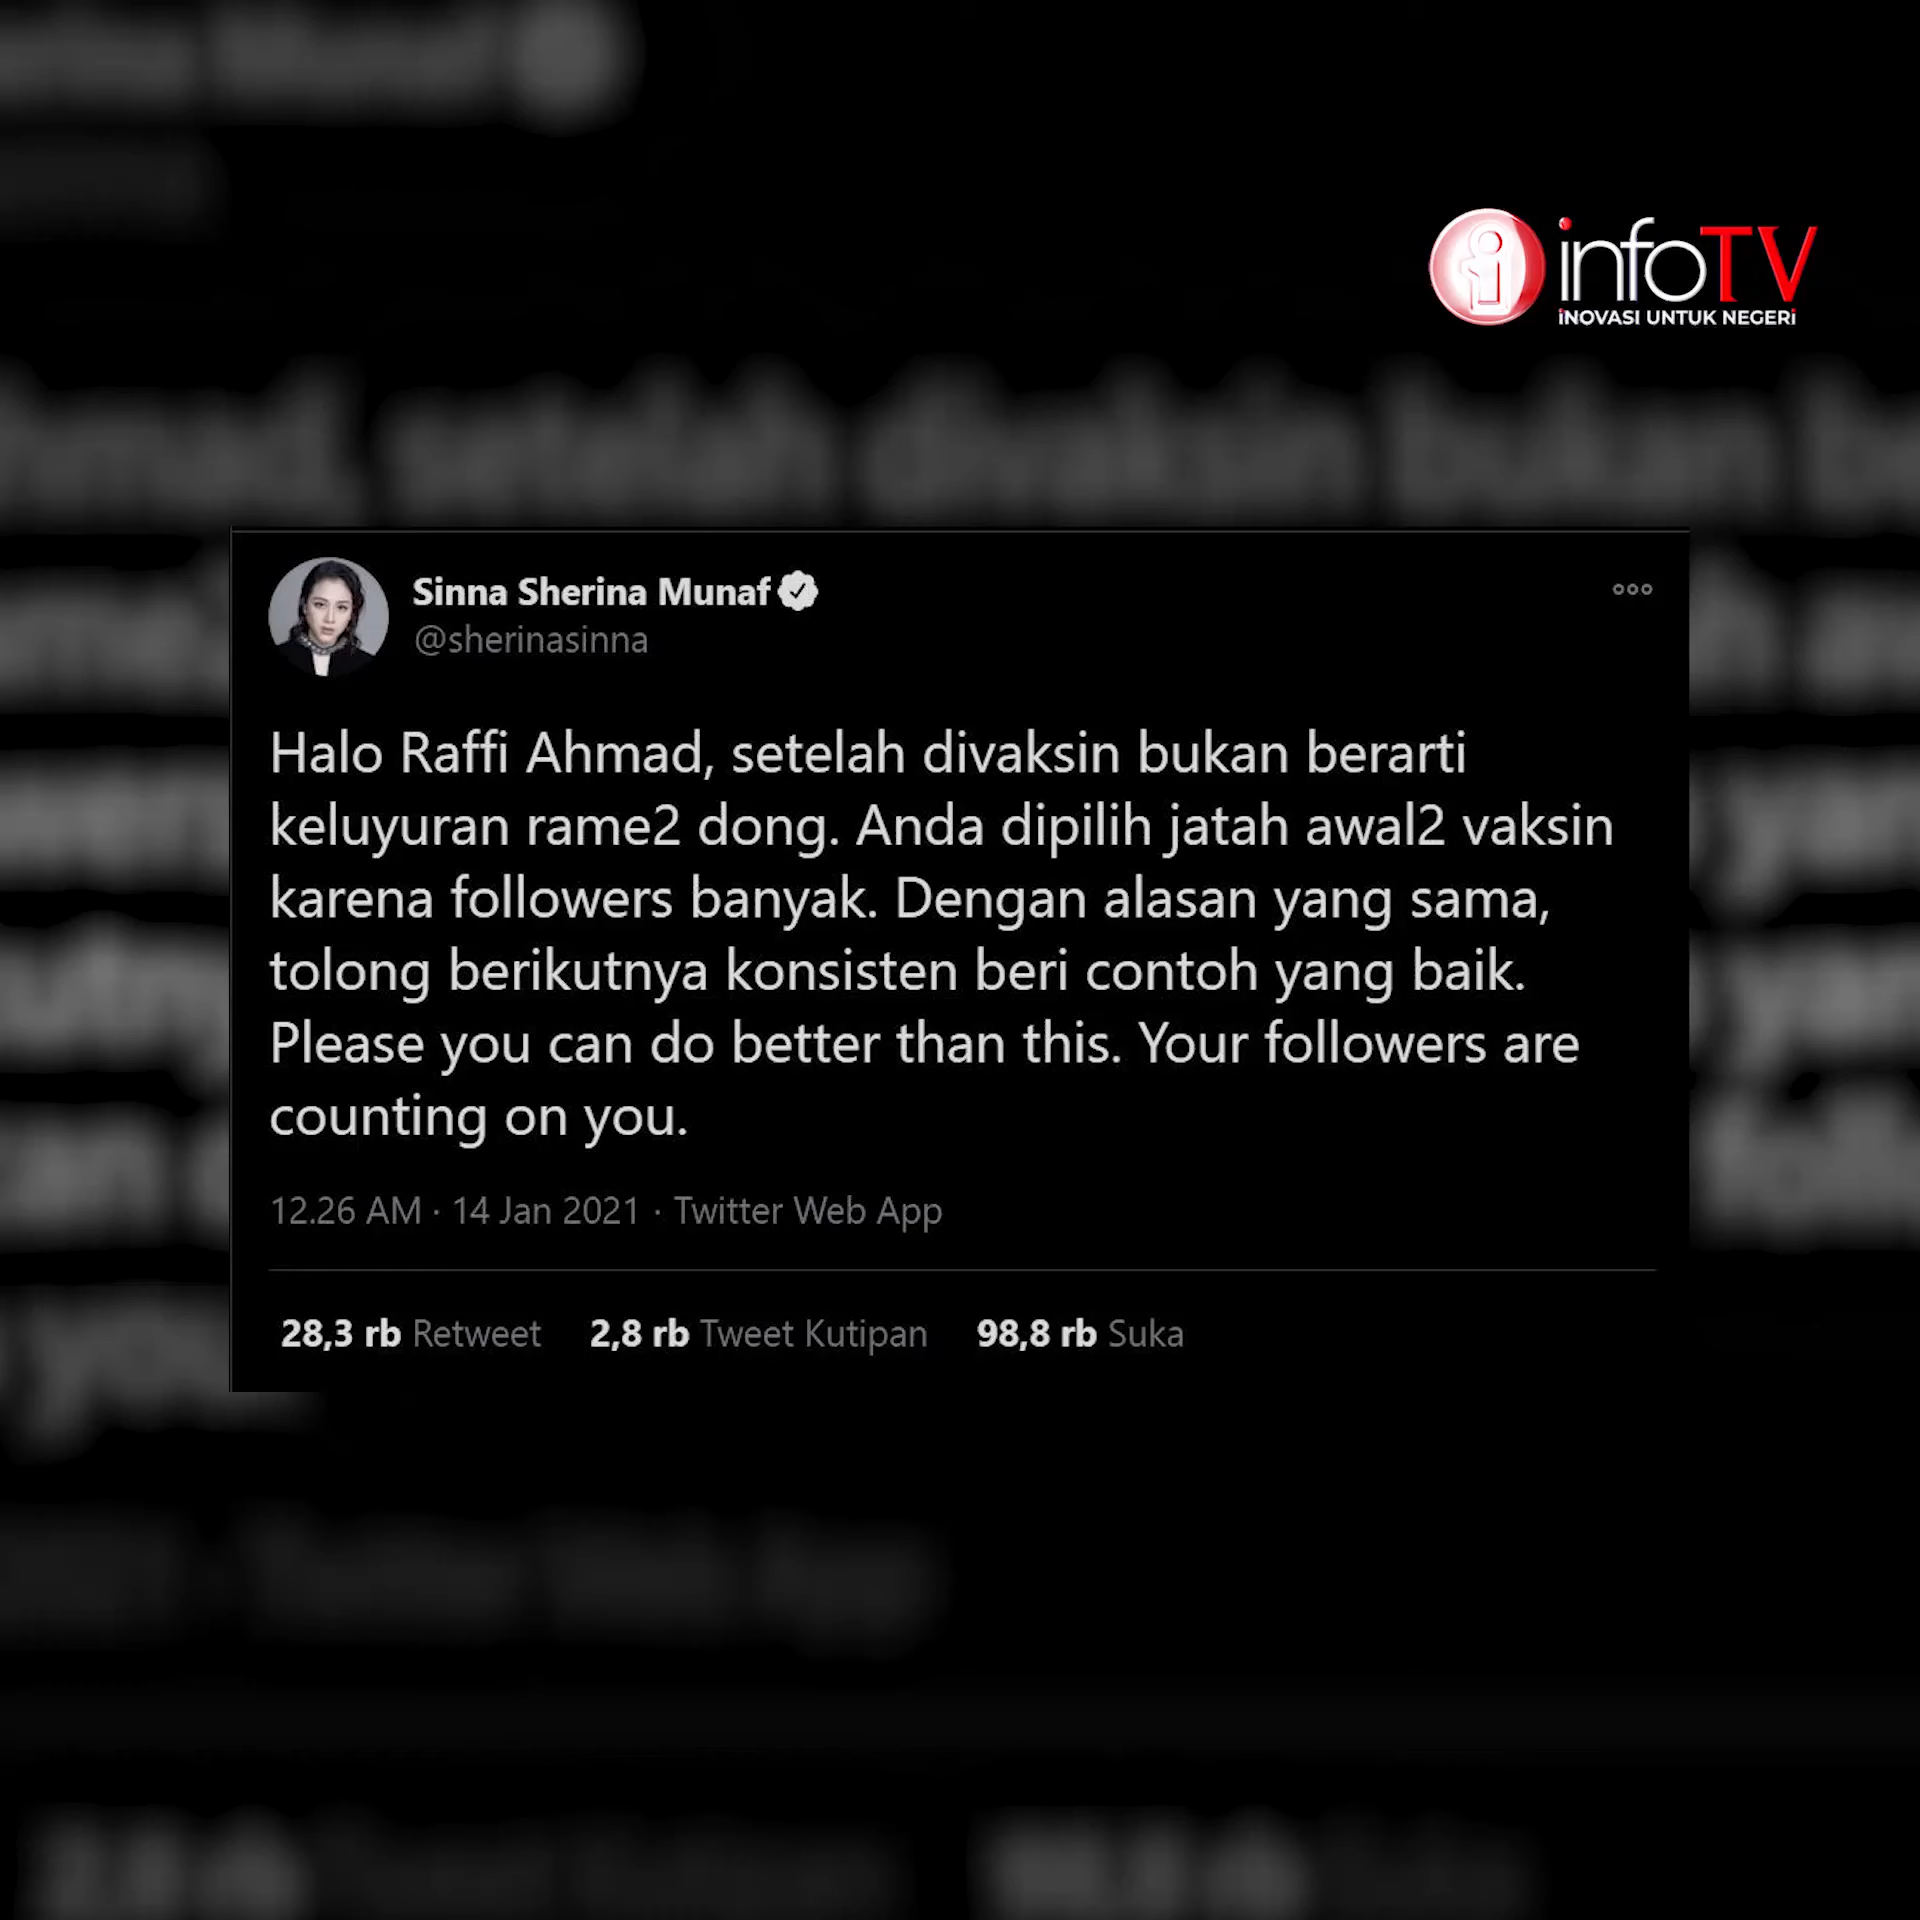 infoTV
iNOVASI UNTUK NEGERi
Sinna Sherina Munaf
@sherinasinna
Halo Raffi Ahmad, setelah divaksin bukan berarti
keluyuran rame2 dong. Anda dipilih jatah awal2 vaksin
karena followers banyak. Dengan alasan yang sama,
tolong berikutnya konsisten beri contoh yang baik.
Please you can do better than this. Your followers are
counting on you.
12.26 AM · 14 Jan 2021 · Twitter Web App
28,3 rb Retweet 2,8 rb Tweet Kutipan 98,8 rb Suka